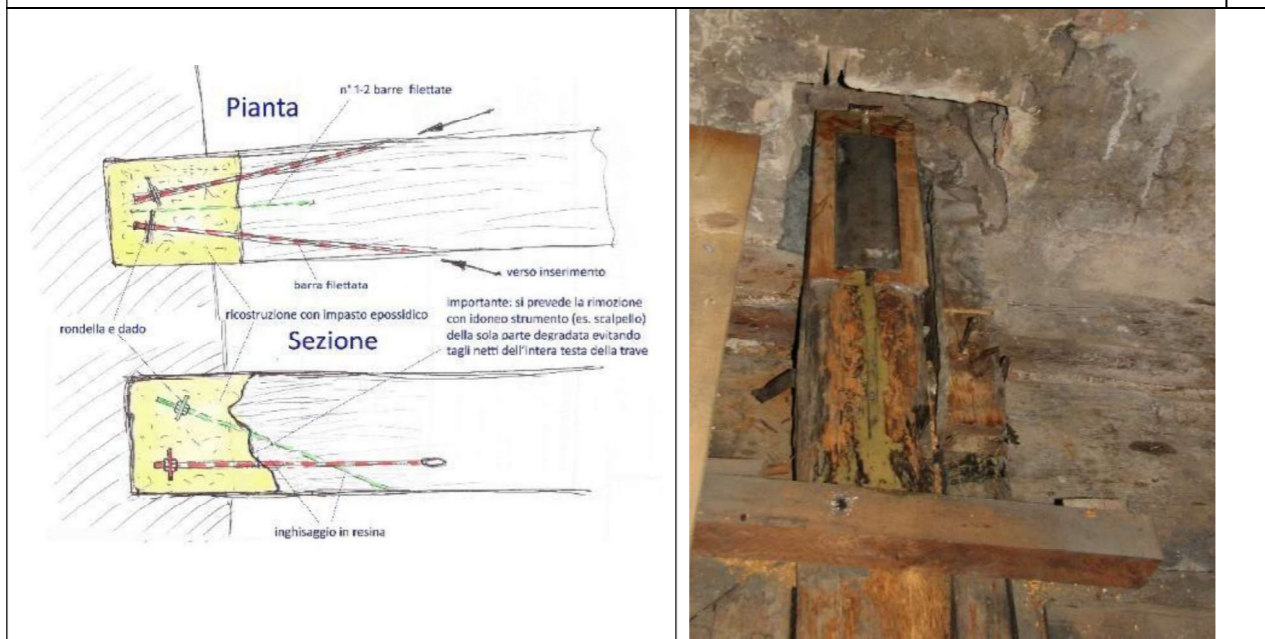 Pianta
n° 1-2 barre filettate
verso inserimento
barra filettata
ricostruzione con impasto epossidico
rondella e dado
importante: si prevede la rimozione
con idoneo strumento (es. scalpello)
della sola parte degradata evitando
tagli netti dell'intera testa della trave
Sezione
inghisaggio in resina